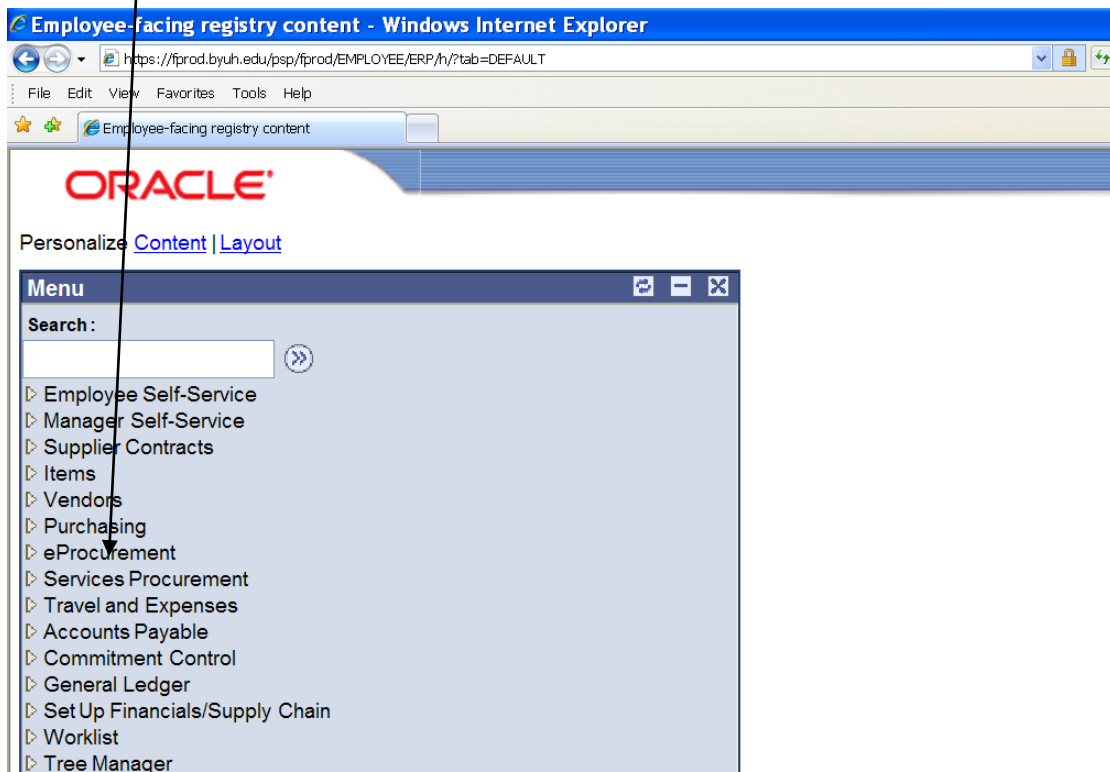 Employee-facing registry content - Windows Internet Explorer
https://fprod.byuh.edu/psp/fprod/EMPLOYEE/ERP/h/?tab=DEFAULT
File Edit View Favorites Tools Help
Employee-facing registry content
ORACLE
Personalize Content | Layout
Menu
Search:
Employee Self-Service
Manager Self-Service
Supplier Contracts
Items
Vendors
Purchasing
eProcurement
Services Procurement
Travel and Expenses
Accounts Payable
Commitment Control
General Ledger
Set Up Financials/Supply Chain
Worklist
Tree Manager